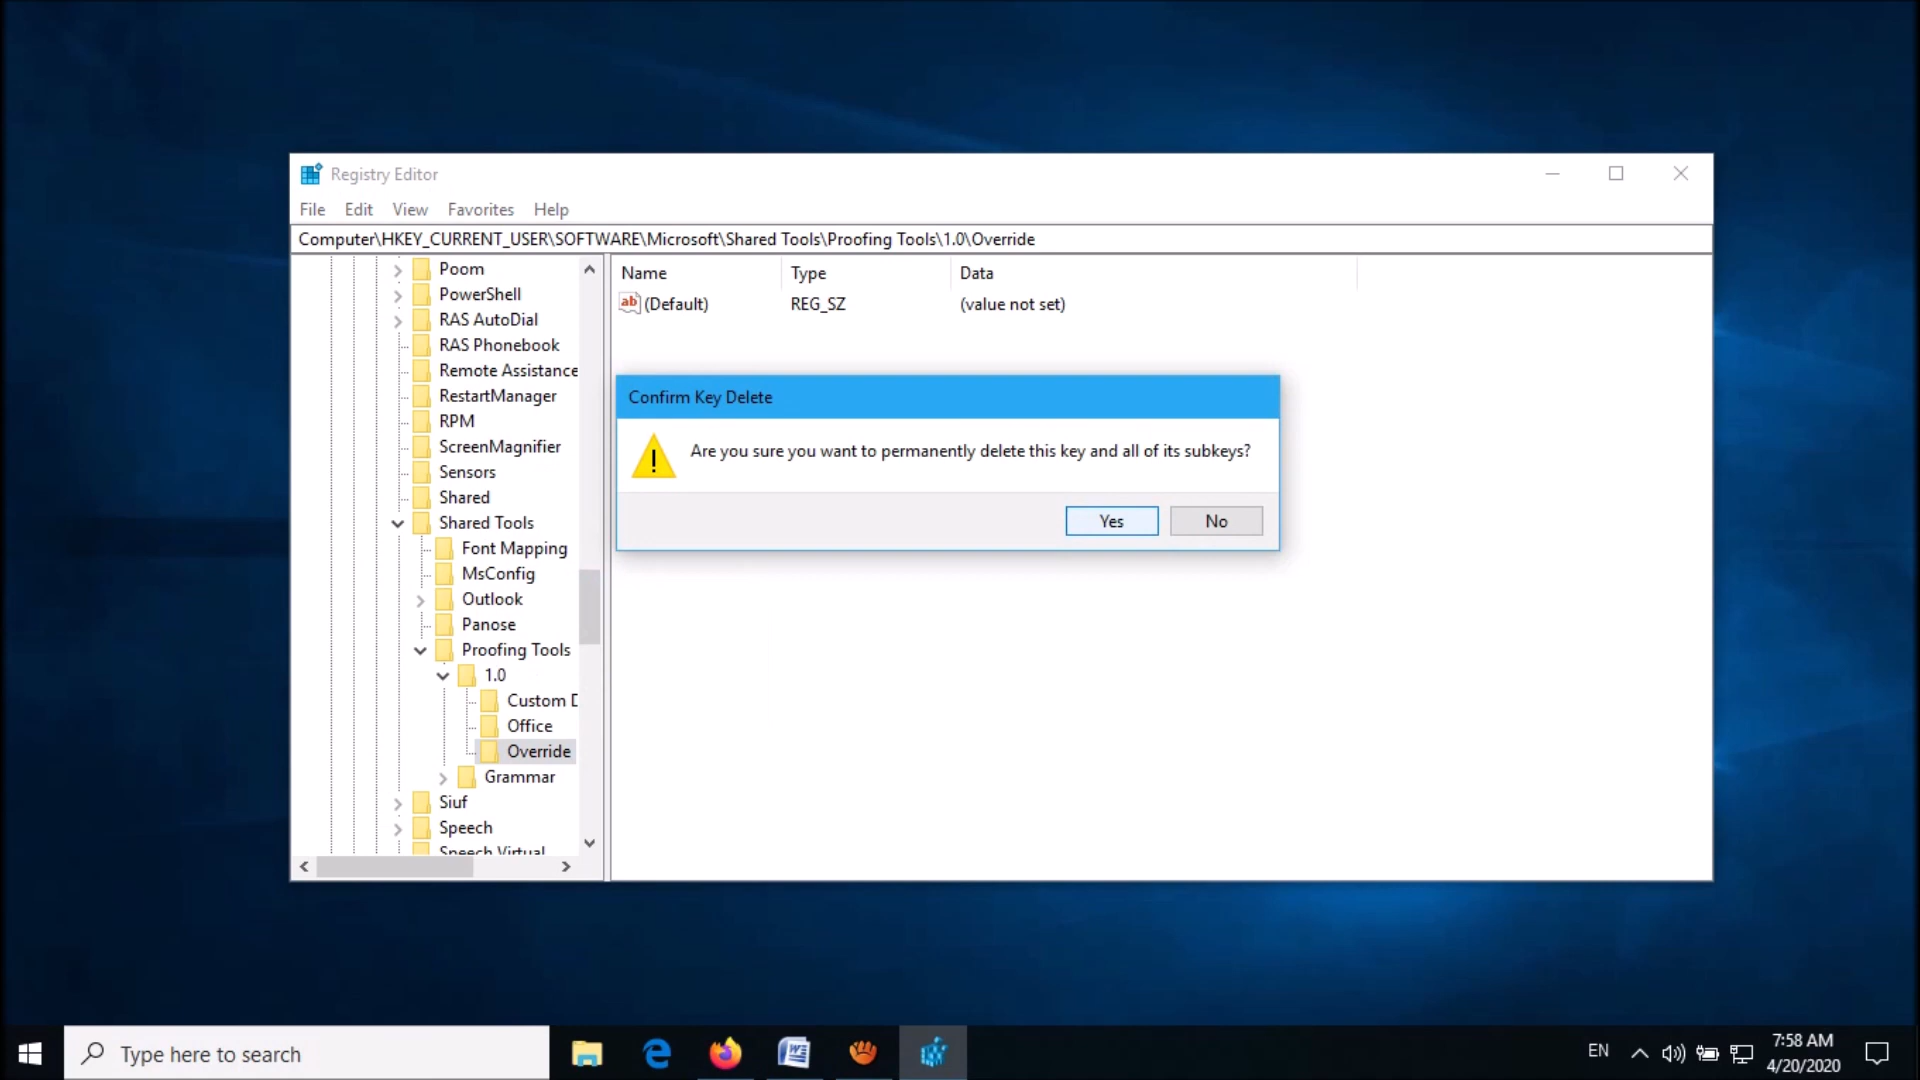 Registry Editor
File Edit View Favorites Help
Computer\HKEY_CURRENT_USER\SOFTWARE\Microsoft\Shared Tools\Proofing Tools\1.0\Override
Poom
PowerShell
RAS AutoDial
RAS Phonebook
Remote Assistance
RestartManager
RPM
ScreenMagnifier
Sensors
Shared
Shared Tools
Font Mapping
MsConfig
Outlook
Panose
Proofing Tools
1.0
Custom D
Office
Override
Grammar
Siuf
Speech
Speech Virtual
Name Type Data
ab (Default) REG_SZ (value not set)
Confirm Key Delete
Are you sure you want to permanently delete this key and all of its subkeys?
Yes No
Type here to search
EN
7:58 AM
4/20/2020